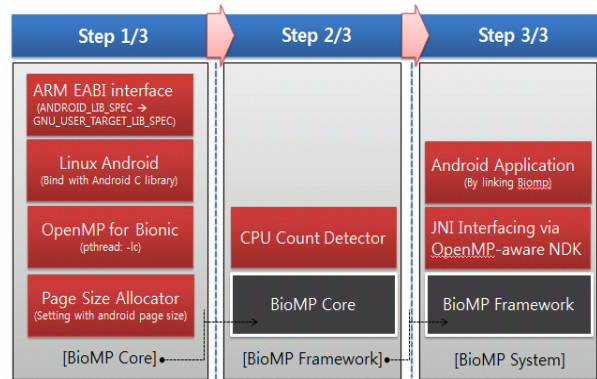 Step 1/3
Step 2/3
Step 3/3
ARM EABI interface
(ANDROID_LIB_SPEC →
GNU_USER_TARGET_LIB_SPEC)
Linux Android
(Bind with Android C library)
OpenMP for Bionic
(pthread: -lc)
Page Size Allocator
(Setting with android page size)
[BioMP Core]
CPU Count Detector
BioMP Core
[BioMP Framework]
Android Application
(By linking Biomp)
JNI Interfacing via
OpenMP-aware NDK
BioMP Framework
[BioMP System]